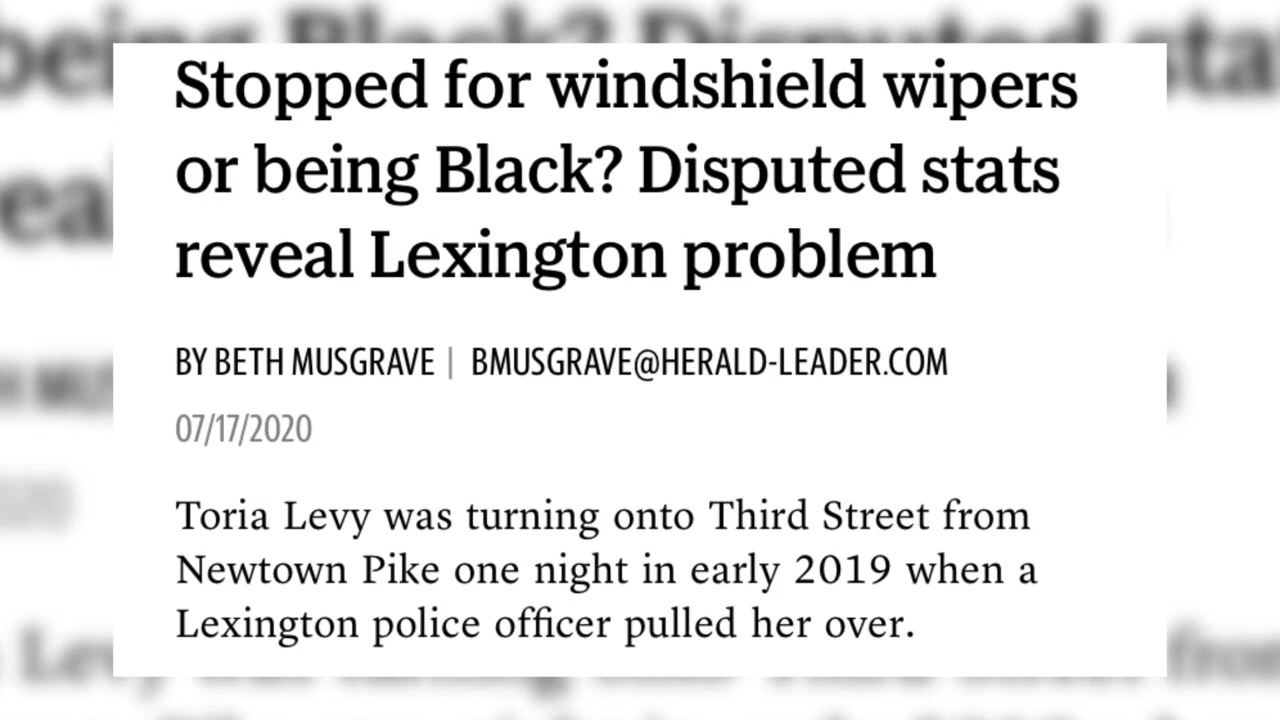 Stopped for windshield wipers
or being Black? Disputed stats
reveal Lexington problem
BY BETH MUSGRAVE | BMUSGRAVE@HERALD-LEADER.COM
07/17/2020
Toria Levy was turning onto Third Street from
Newtown Pike one night in early 2019 when a
Lexington police officer pulled her over.